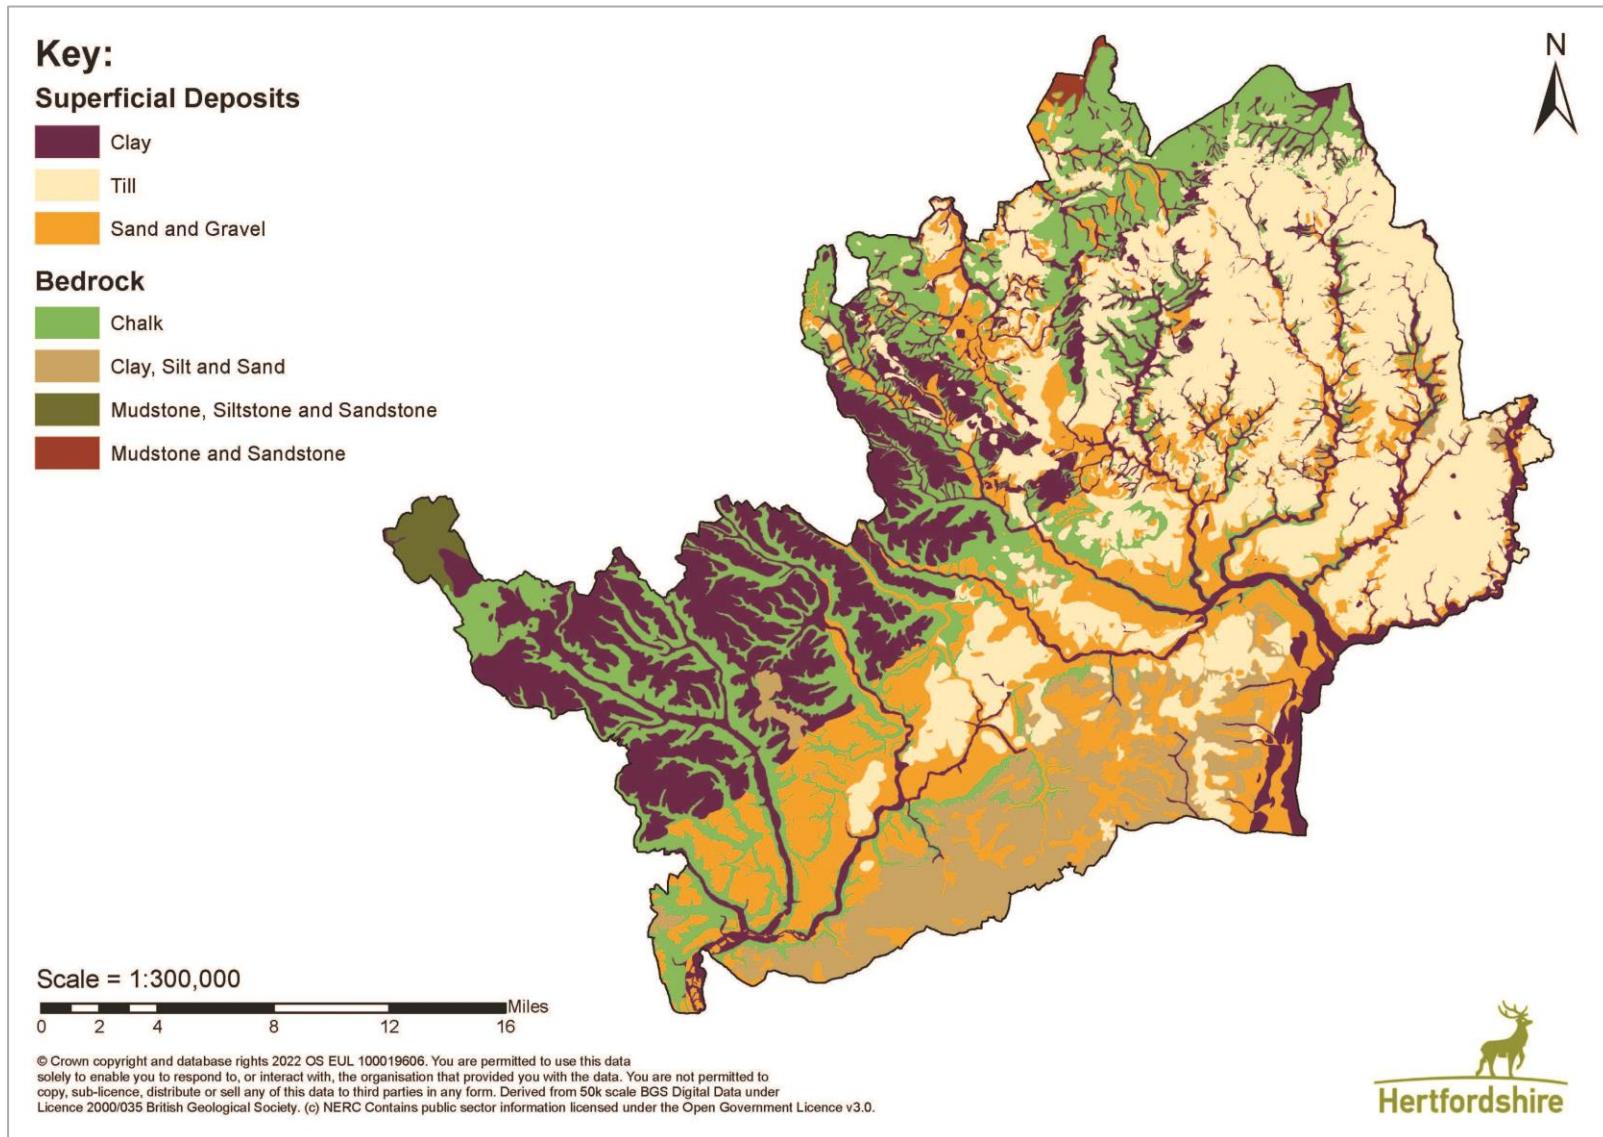 Key:
Superficial Deposits
Clay
Till
Sand and Gravel
Bedrock
Chalk
Clay, Silt and Sand
Mudstone, Siltstone and Sandstone
Mudstone and Sandstone
N
Scale = 1:300,000
Miles
0 2 4 8 12 16
© Crown copyright and database rights 2022 OS EUL 100019606. You are permitted to use this data
solely to enable you to respond to, or interact with, the organisation that provided you with the data. You are not permitted to
copy, sub-licence, distribute or sell any of this data to third parties in any form. Derived from 50k scale BGS Digital Data under
Licence 2000/035 British Geological Society. (c) NERC Contains public sector information licensed under the Open Government Licence v3.0.
Hertfordshire